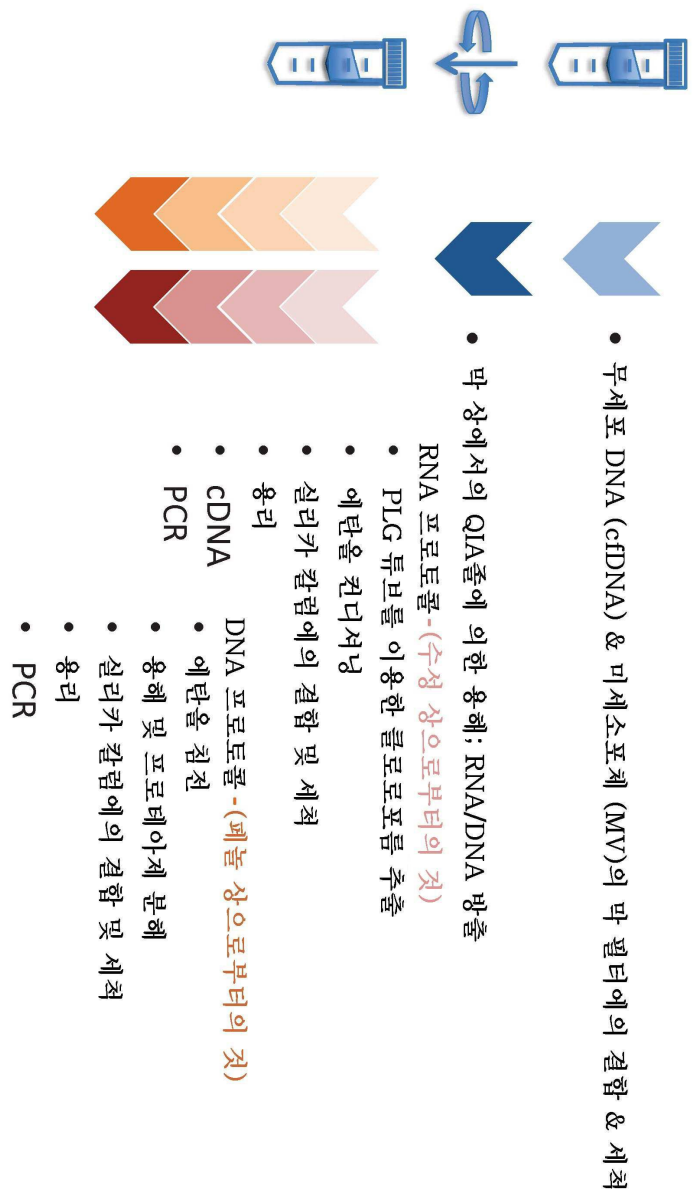 • 무세포 DNA (cfDNA) & 미세소포체 (MV)의 막 필터에의 결합 & 세척
• 막 상에서의 QIA졸에 의한 용해; RNA/DNA 방출
RNA 프로토콜 - (수성 상으로부터의 것)
• PLG 튜브를 이용한 클로로포름 추출
• 에탄올 컨디셔닝
• 실리카 칼럼에의 결합 및 세척
• 용리
• cDNA
• PCR
DNA 프로토콜 - (페놀 상으로부터의 것)
• 에탄올 침전
• 용해 및 프로테아제 분해
• 실리카 칼럼에의 결합 및 세척
• 용리
• PCR